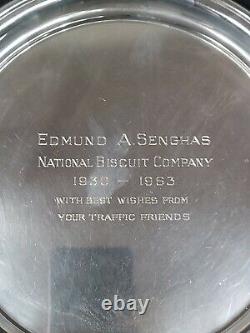 EDMUND A. SENGHAS
NATIONAL BISCUIT COMPANY
1930 – 1963
WITH BEST WISHES FROM
YOUR TRAFFIC FRIENDS